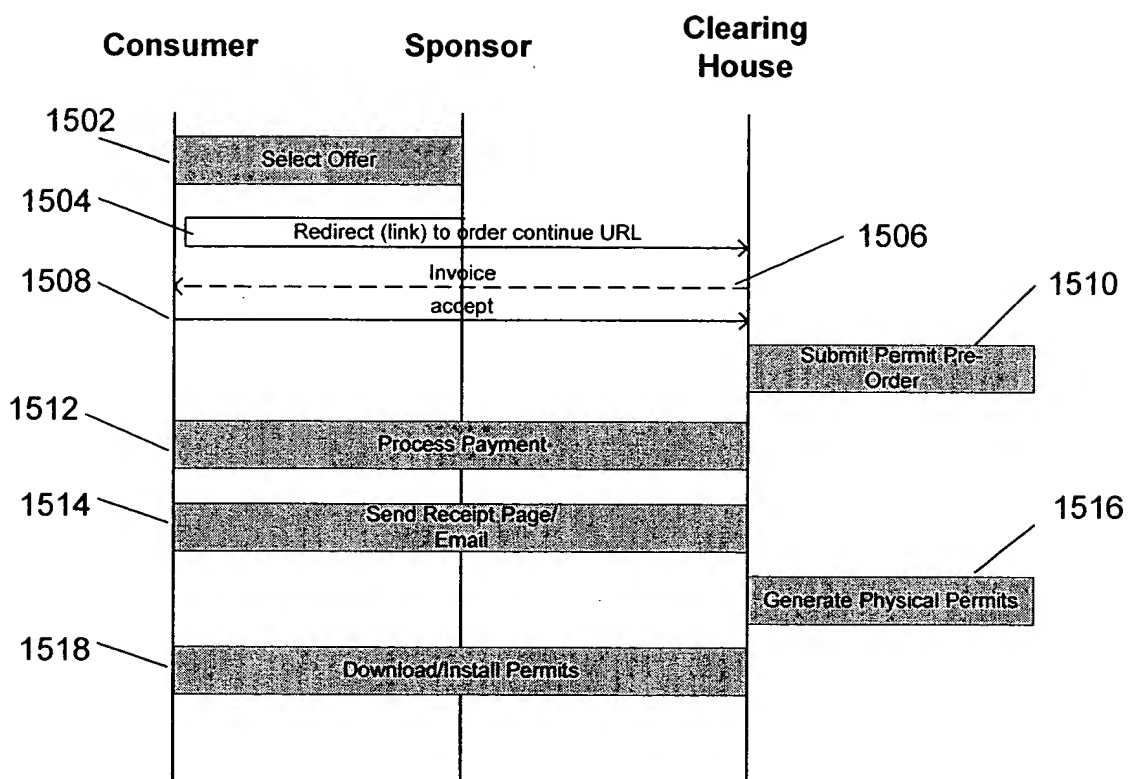 Consumer
Sponsor
Clearing
House
1502
Select Offer
1504
Redirect (link) to order continue URL
1506
Invoice
1508
accept
1510
Submit Permit Pre-
Order
1512
Process Payment
1514
Send Receipt Page/
Email
1516
Generate Physical Permits
1518
Download/Install Permits